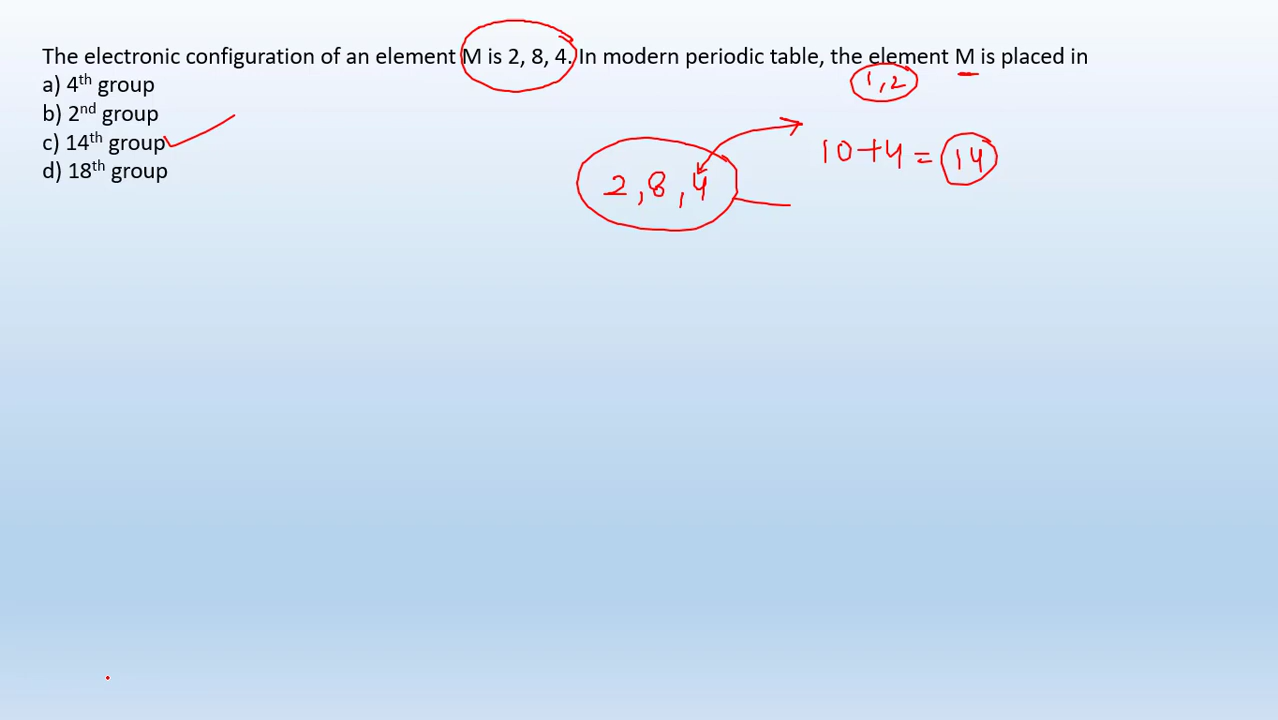 The electronic configuration of an element M is 2, 8, 4. In modern periodic table, the element M is placed in
1,2
a) 4th group
b) 2nd group
c) 14th group
d) 18th group
10+4 = 14
2,8,4